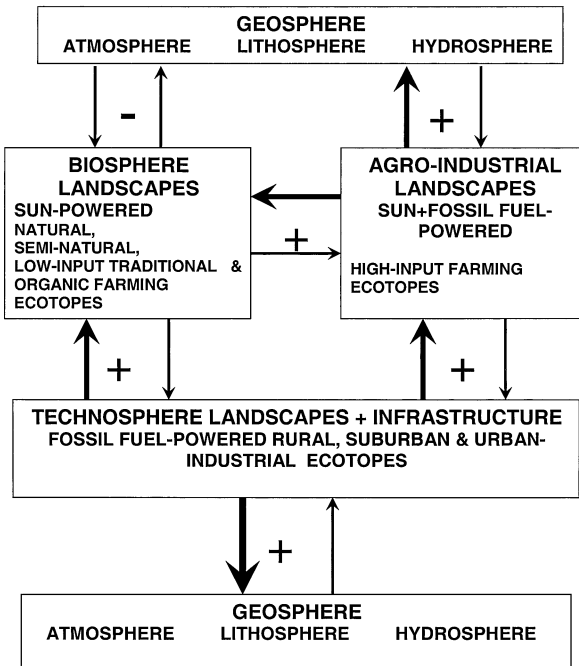 GEOSPHERE
ATMOSPHERE LITHOSPHERE HYDROSPHERE
-
+
BIOSPHERE
LANDSCAPES
SUN-POWERED
NATURAL,
SEMI-NATURAL,
LOW-INPUT TRADITIONAL &
ORGANIC FARMING
ECOTOPES
+
AGRO-INDUSTRIAL
LANDSCAPES
SUN+FOSSIL FUEL-
POWERED
HIGH-INPUT FARMING
ECOTOPES
+
+
TECHNOSPHERE LANDSCAPES + INFRASTRUCTURE
FOSSIL FUEL-POWERED RURAL, SUBURBAN & URBAN-
INDUSTRIAL ECOTOPES
+
GEOSPHERE
ATMOSPHERE LITHOSPHERE HYDROSPHERE